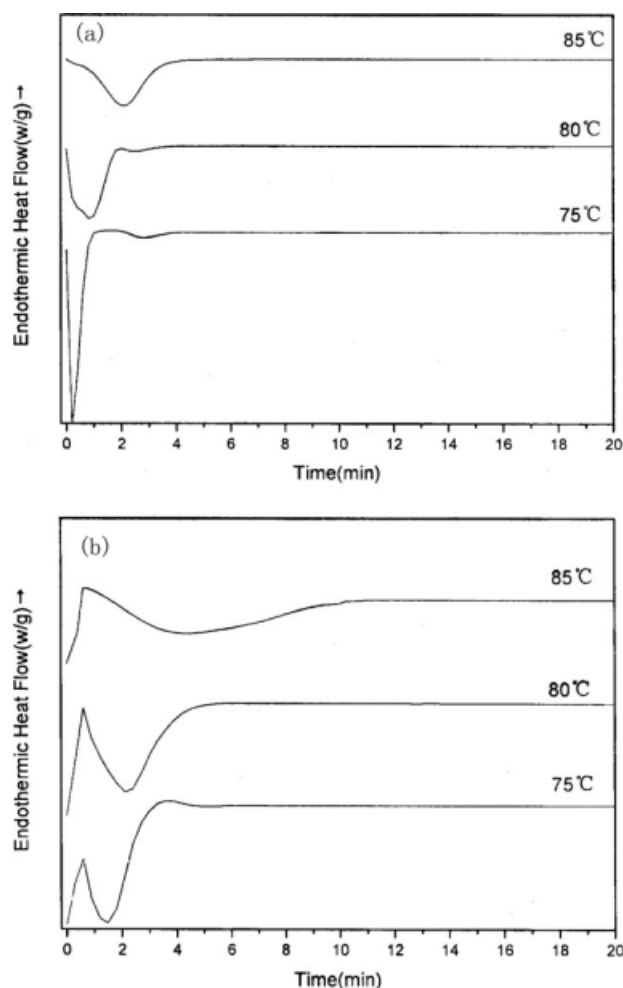 (a)
85℃
80℃
75℃
Endothermic Heat Flow(w/g) →
0 2 4 6 8 10 12 14 16 18 20
Time(min)
(b)
85℃
80℃
75℃
Endothermic Heat Flow(w/g) →
0 2 4 6 8 10 12 14 16 18 20
Time(min)